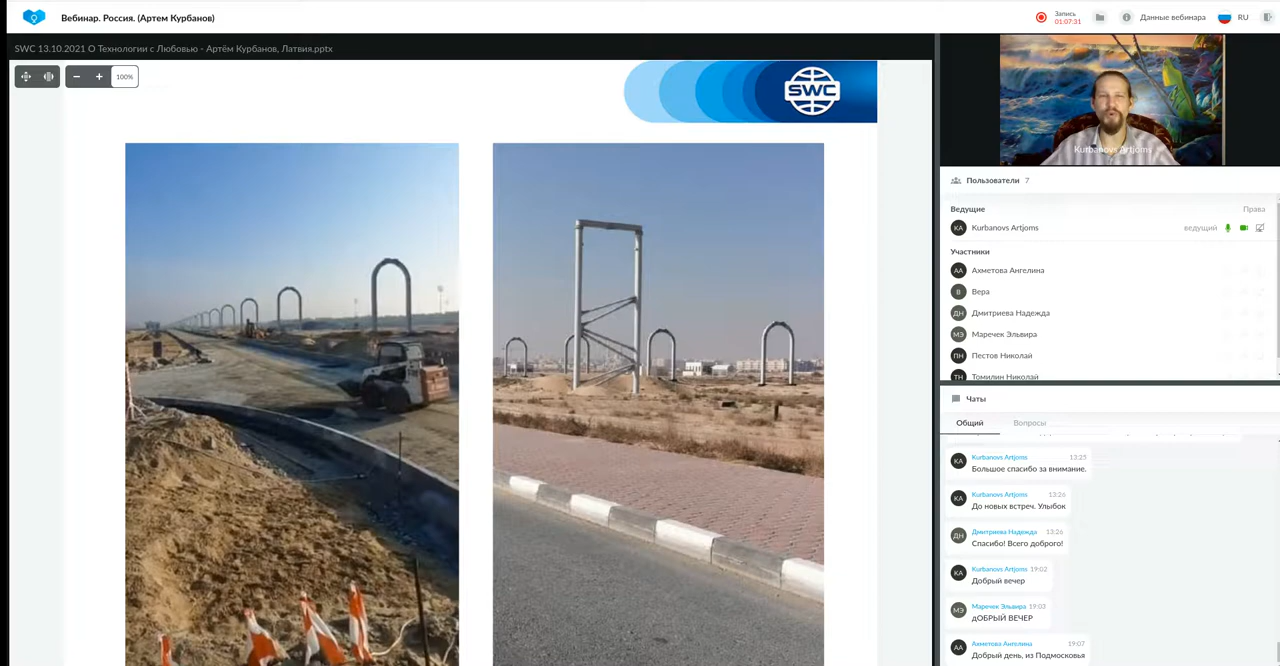 Вебинар. Россия. (Артем Курбанов)
Запись
01:07:31
Данные вебинара
RU
SWC 13.10.2021 О Технологии с Любовью - Артём Курбанов, Латвия.pptx
100%
SWC
Kurbanovs Artjoms
Пользователи 7
Ведущие
Права
KA
Kurbanovs Artjoms
ведущий
Участники
АА
Ахметова Ангелина
В
Вера
ДН
Дмитриева Надежда
МЭ
Маречек Эльвира
ПН
Пестов Николай
ТН
Томилин Николай
Чаты
Общий
Вопросы
KA
Kurbanovs Artjoms 13:25
Большое спасибо за внимание.
KA
Kurbanovs Artjoms 13:26
До новых встреч. Улыбок
ДН
Дмитриева Надежда 13:26
Спасибо! Всего доброго!
KA
Kurbanovs Artjoms 19:02
Добрый вечер
МЭ
Маречек Эльвира 19:03
дОБРЫЙ ВЕЧЕР
АА
Ахметова Ангелина 19:07
Добрый день, из Подмосковья